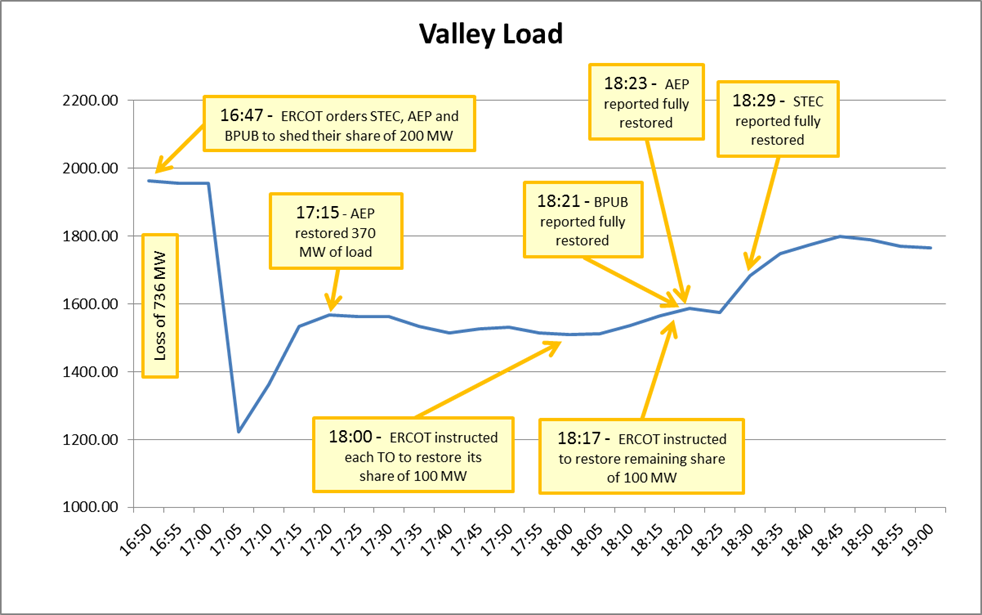 Valley Load
2200.00
2000.00
1800.00
1600.00
1400.00
1200.00
1000.00
16:47 - ERCOT orders STEC, AEP and
BPUB to shed their share of 200 MW
Loss of 736 MW
17:15 - AEP
restored 370
MW of load
18:00 - ERCOT instructed
each TO to restore its
share of 100 MW
18:21 - BPUB
reported fully
restored
18:17 - ERCOT instructed
to restore remaining share
of 100 MW
18:23 - AEP
reported fully
restored
18:29 - STEC
reported fully
restored
16:50
16:55
17:00
17:05
17:10
17:15
17:20
17:25
17:30
17:35
17:40
17:45
17:50
17:55
18:00
18:05
18:10
18:15
18:20
18:25
18:30
18:35
18:40
18:45
18:50
18:55
19:00